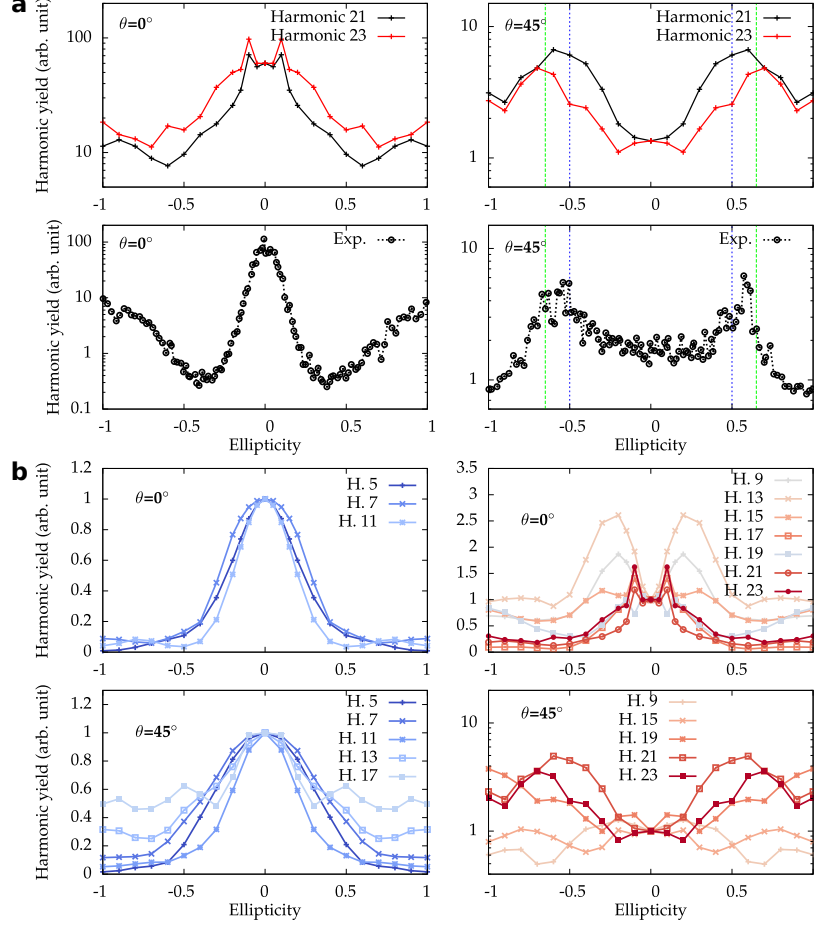 a
θ=0°
Harmonic 21
Harmonic 23
Harmonic yield (arb. unit)
100
10
-1
-0.5
0
0.5
1
θ=45°
Harmonic 21
Harmonic 23
10
1
-1
-0.5
0
0.5
1
θ=0°
Exp.
Harmonic yield (arb. unit)
100
10
1
0.1
-1
-0.5
0
0.5
1
Ellipticity
θ=45°
Exp.
10
1
-1
-0.5
0
0.5
1
Ellipticity
b
θ=0°
H. 5
H. 7
H. 11
Harmonic yield (arb. unit)
1.2
1
0.8
0.6
0.4
0.2
0
-1
-0.5
0
0.5
1
θ=0°
H. 9
H. 13
H. 15
H. 17
H. 19
H. 21
H. 23
3.5
3
2.5
2
1.5
1
0.5
0
-1
-0.5
0
0.5
1
θ=45°
H. 5
H. 7
H. 11
H. 13
H. 17
Harmonic yield (arb. unit)
1.2
1
0.8
0.6
0.4
0.2
0
-1
-0.5
0
0.5
1
Ellipticity
θ=45°
H. 9
H. 15
H. 19
H. 21
H. 23
10
1
-1
-0.5
0
0.5
1
Ellipticity